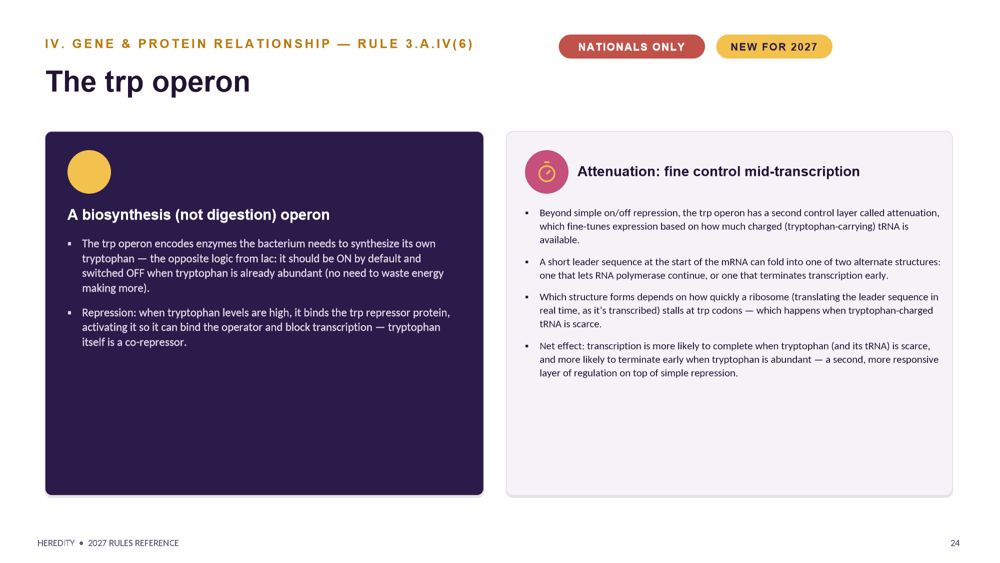 IV. GENE & PROTEIN RELATIONSHIP — RULE 3.A.IV(6)
NATIONALS ONLY
NEW FOR 2027
The trp operon
A biosynthesis (not digestion) operon
▪ The trp operon encodes enzymes the bacterium needs to synthesize its own
tryptophan — the opposite logic from lac: it should be ON by default and
switched OFF when tryptophan is already abundant (no need to waste energy
making more).
▪ Repression: when tryptophan levels are high, it binds the trp repressor protein,
activating it so it can bind the operator and block transcription — tryptophan
itself is a co-repressor.
Attenuation: fine control mid-transcription
▪ Beyond simple on/off repression, the trp operon has a second control layer called attenuation,
which fine-tunes expression based on how much charged (tryptophan-carrying) tRNA is
available.
▪ A short leader sequence at the start of the mRNA can fold into one of two alternate structures:
one that lets RNA polymerase continue, or one that terminates transcription early.
▪ Which structure forms depends on how quickly a ribosome (translating the leader sequence in
real time, as it's transcribed) stalls at trp codons — which happens when tryptophan-charged
tRNA is scarce.
▪ Net effect: transcription is more likely to complete when tryptophan (and its tRNA) is scarce,
and more likely to terminate early when tryptophan is abundant — a second, more responsive
layer of regulation on top of simple repression.
HEREDITY • 2027 RULES REFERENCE
24